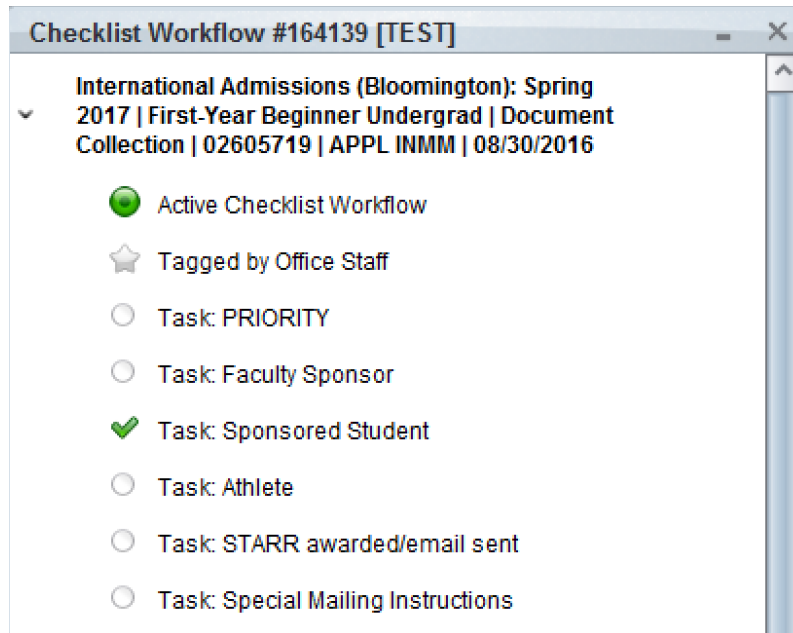 Checklist Workflow #164139 [TEST]
International Admissions (Bloomington): Spring
2017 | First-Year Beginner Undergrad | Document
Collection | 02605719 | APPL INMM | 08/30/2016
Active Checklist Workflow
Tagged by Office Staff
Task: PRIORITY
Task: Faculty Sponsor
Task: Sponsored Student
Task: Athlete
Task: STARR awarded/email sent
Task: Special Mailing Instructions